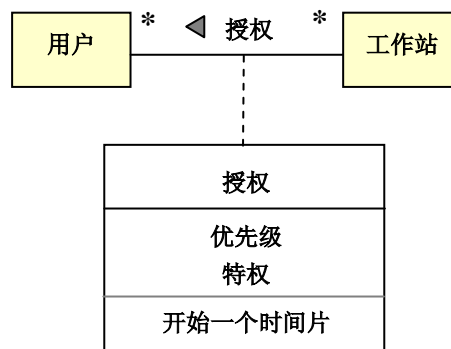 用户 * ◀ 授权 * 工作站
授权
优先级
特权
开始一个时间片